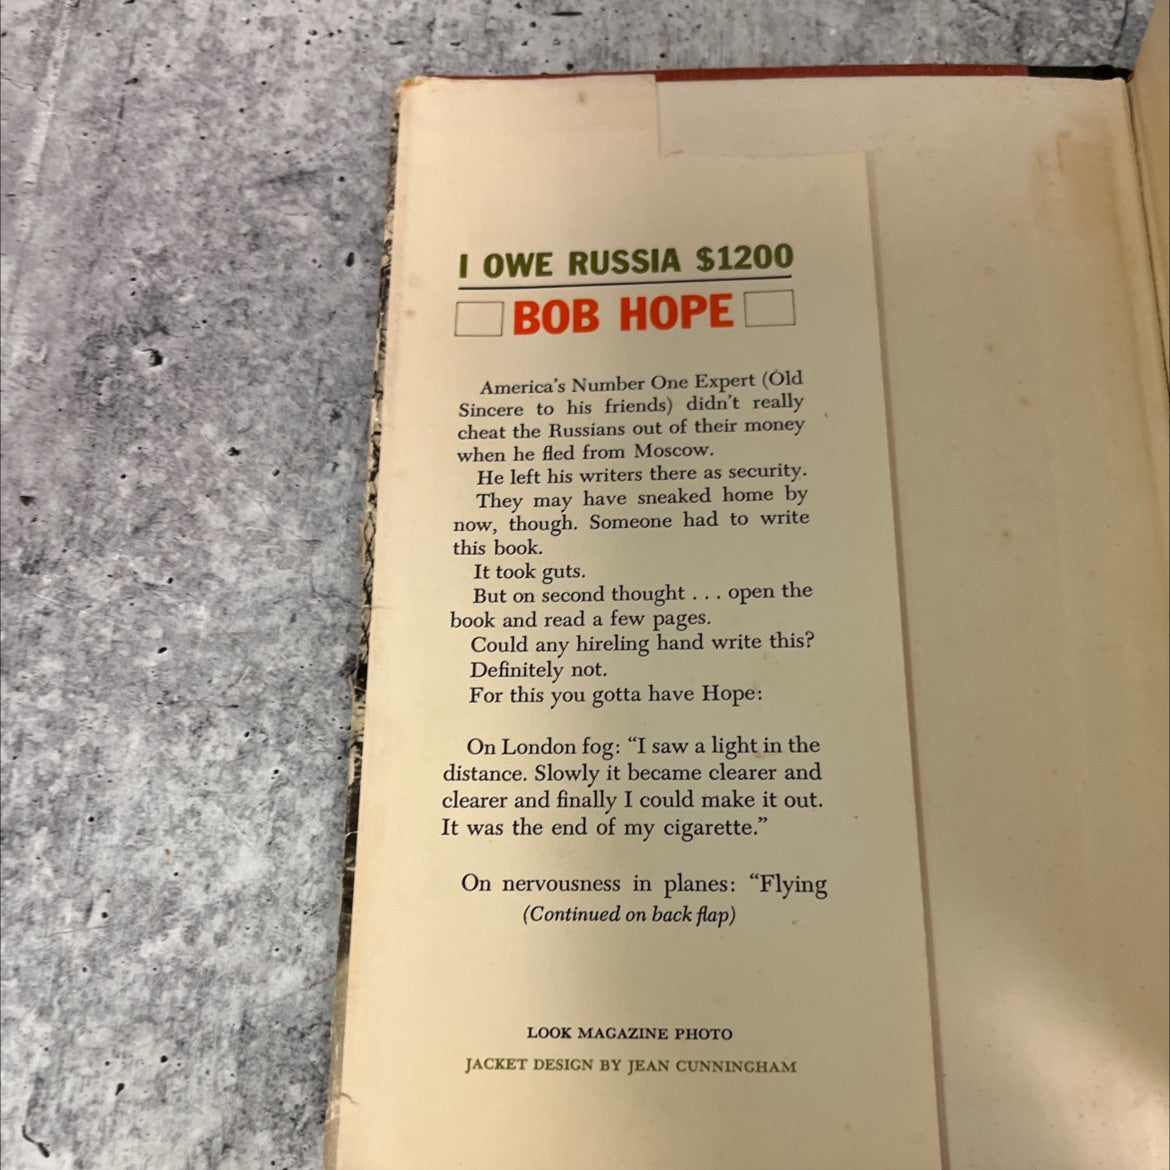 I OWE RUSSIA $1200
BOB HOPE
America's Number One Expert (Old
Sincere to his friends) didn't really
cheat the Russians out of their money
when he fled from Moscow.
He left his writers there as security.
They may have sneaked home by
now, though. Someone had to write
this book.
It took guts.
But on second thought . . . open the
book and read a few pages.
Could any hireling hand write this?
Definitely not.
For this you gotta have Hope:
On London fog: “I saw a light in the
distance. Slowly it became clearer and
clearer and finally I could make it out.
It was the end of my cigarette.”
On nervousness in planes: “Flying
(Continued on back flap)
LOOK MAGAZINE PHOTO
JACKET DESIGN BY JEAN CUNNINGHAM